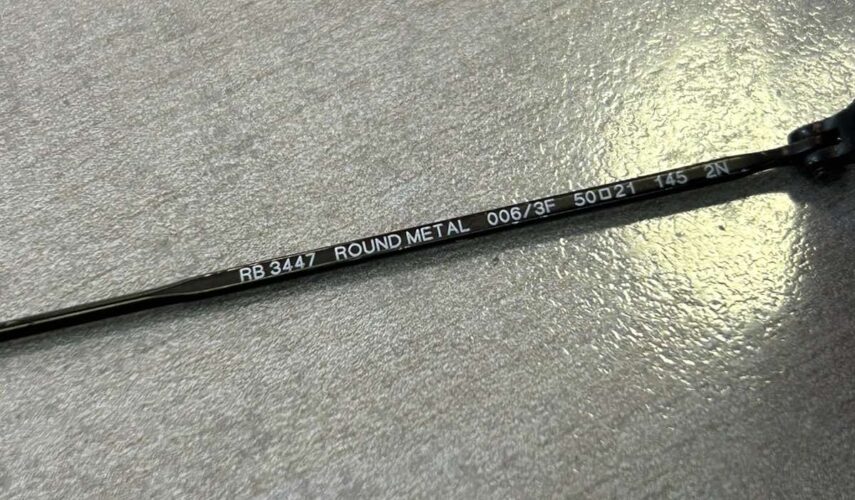 RB 3447 ROUND METAL 006/3F 50□21 145 2N